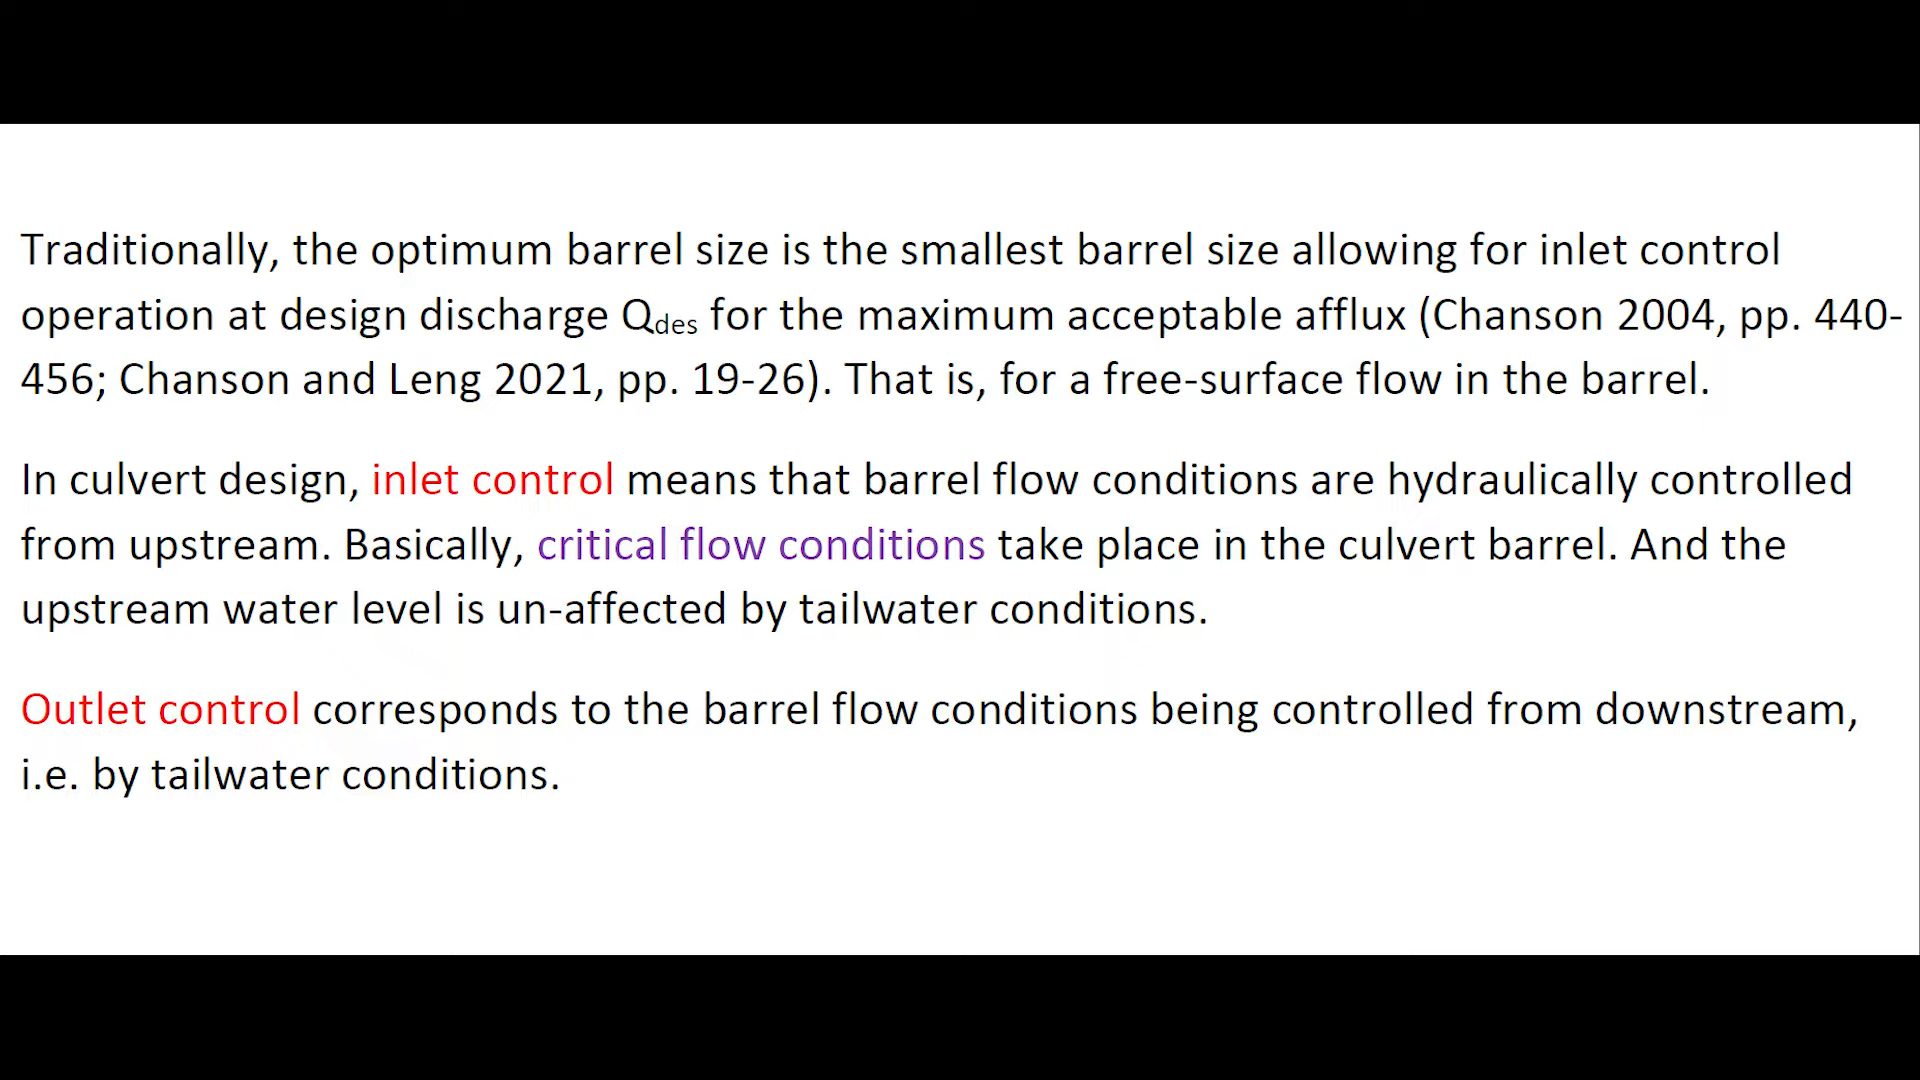 Traditionally, the optimum barrel size is the smallest barrel size allowing for inlet control
operation at design discharge Qdes for the maximum acceptable afflux (Chanson 2004, pp. 440-
456; Chanson and Leng 2021, pp. 19-26). That is, for a free-surface flow in the barrel.
In culvert design, inlet control means that barrel flow conditions are hydraulically controlled
from upstream. Basically, critical flow conditions take place in the culvert barrel. And the
upstream water level is un-affected by tailwater conditions.
Outlet control corresponds to the barrel flow conditions being controlled from downstream,
i.e. by tailwater conditions.